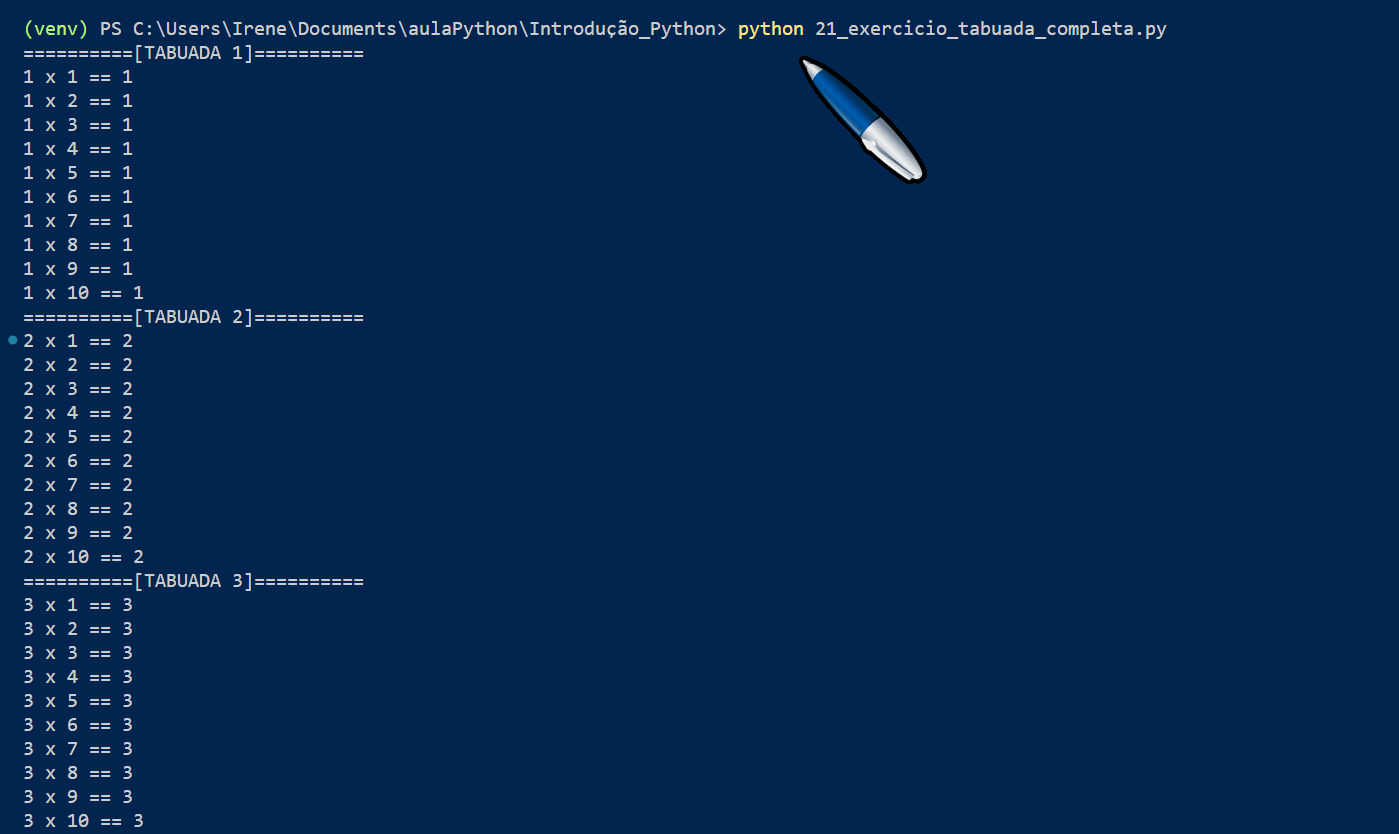 (venv) PS C:\Users\Irene\Documents\aulaPython\Introdução_Python> python 21_exercicio_tabuada_completa.py
==========[TABUADA 1]==========
1 x 1 == 1
1 x 2 == 1
1 x 3 == 1
1 x 4 == 1
1 x 5 == 1
1 x 6 == 1
1 x 7 == 1
1 x 8 == 1
1 x 9 == 1
1 x 10 == 1
==========[TABUADA 2]==========
2 x 1 == 2
2 x 2 == 2
2 x 3 == 2
2 x 4 == 2
2 x 5 == 2
2 x 6 == 2
2 x 7 == 2
2 x 8 == 2
2 x 9 == 2
2 x 10 == 2
==========[TABUADA 3]==========
3 x 1 == 3
3 x 2 == 3
3 x 3 == 3
3 x 4 == 3
3 x 5 == 3
3 x 6 == 3
3 x 7 == 3
3 x 8 == 3
3 x 9 == 3
3 x 10 == 3